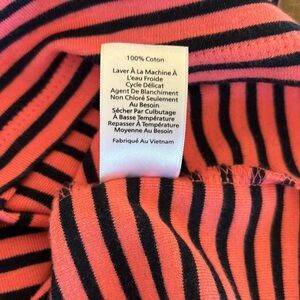 100% Coton
Laver À La Machine À
L'eau Froide
Cycle Délicat
Agent De Blanchiment
Non Chloré Seulement
Au Besoin
Sécher Par Culbutage
À Basse Température
Repasser À Température
Moyenne Au Besoin
Fabriqué Au Vietnam